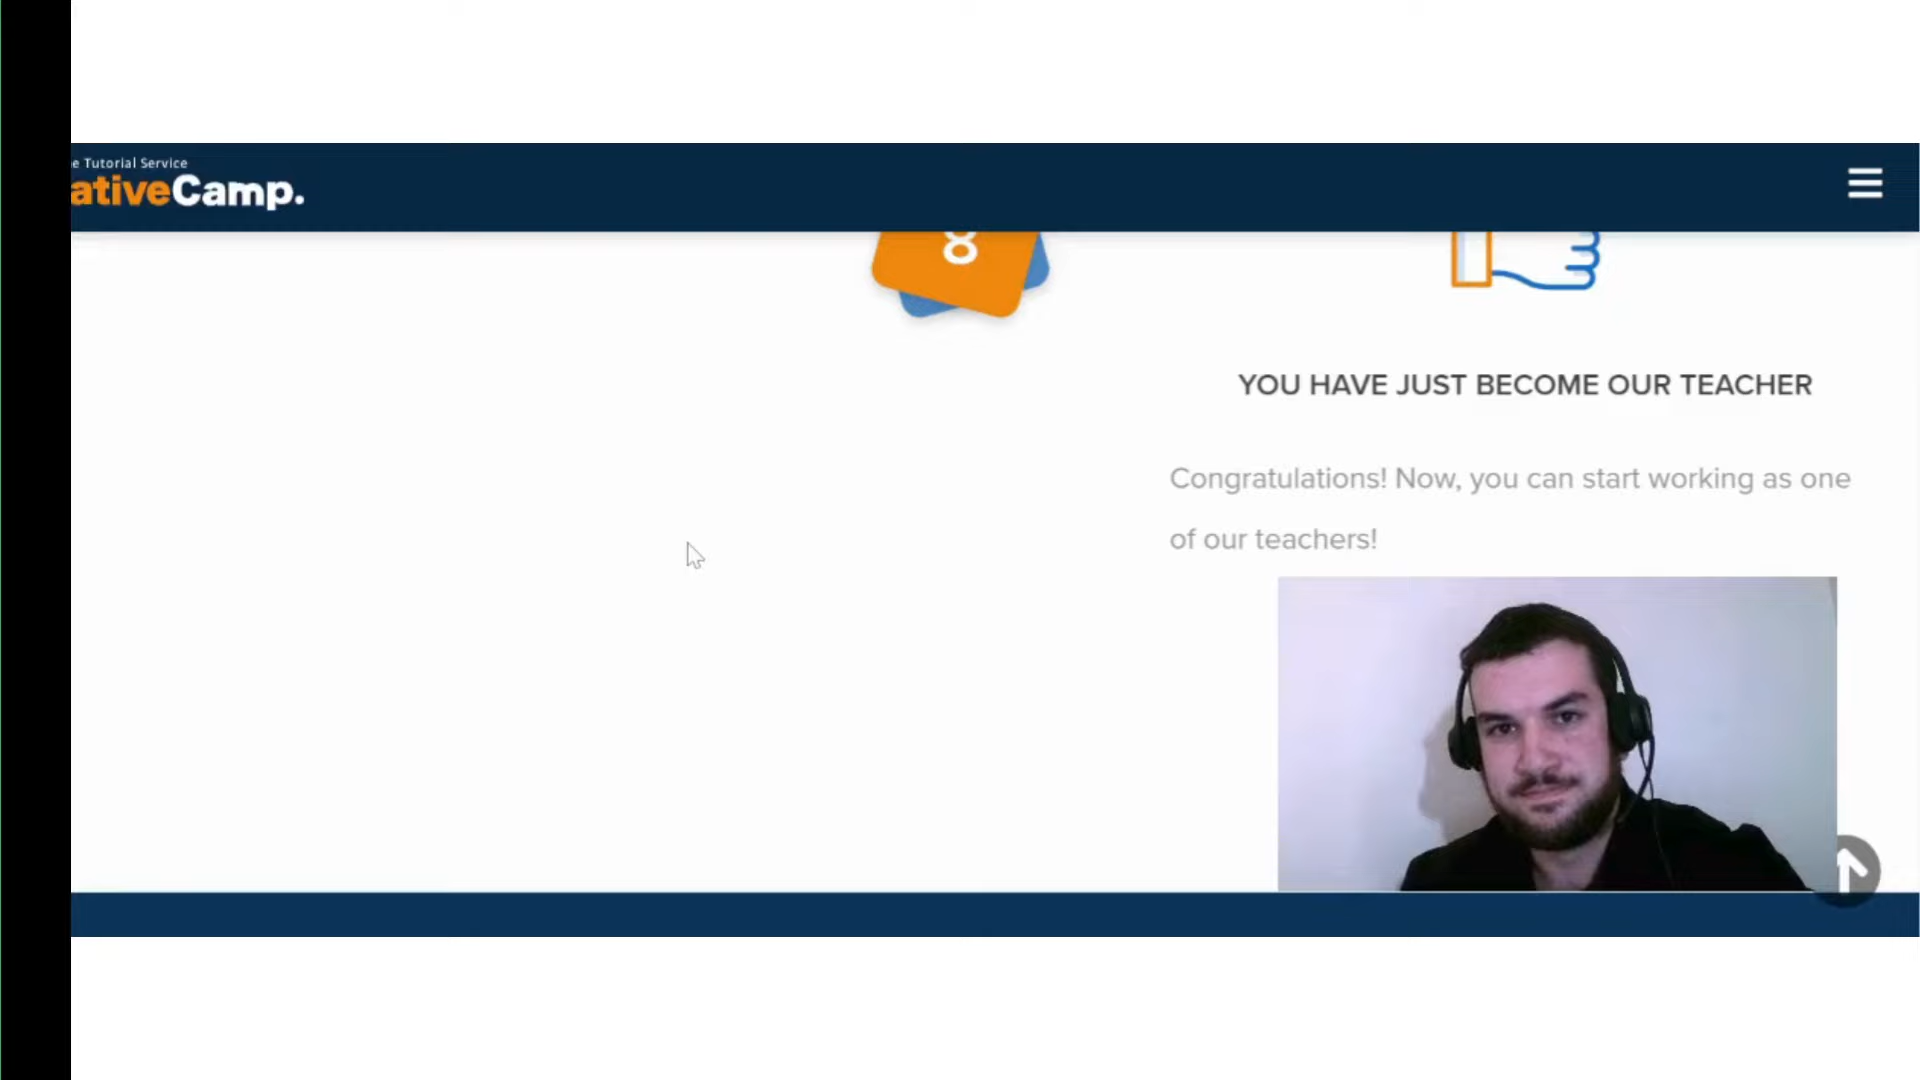 e Tutorial Service
ativeCamp.
8
YOU HAVE JUST BECOME OUR TEACHER
Congratulations! Now, you can start working as one
of our teachers!